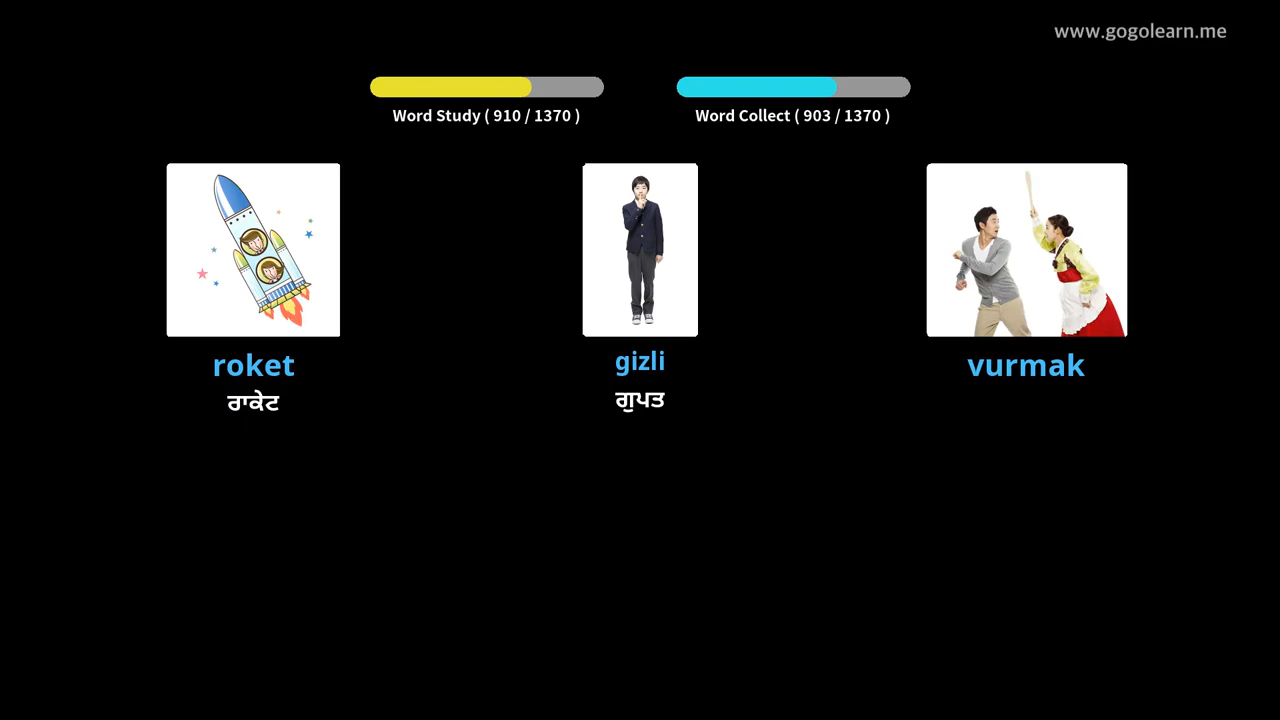 www.gogolearn.me
Word Study ( 910 / 1370 )
Word Collect ( 903 / 1370 )
roket
ਰਾਕੇਟ
gizli
ਗੁਪਤ
vurmak